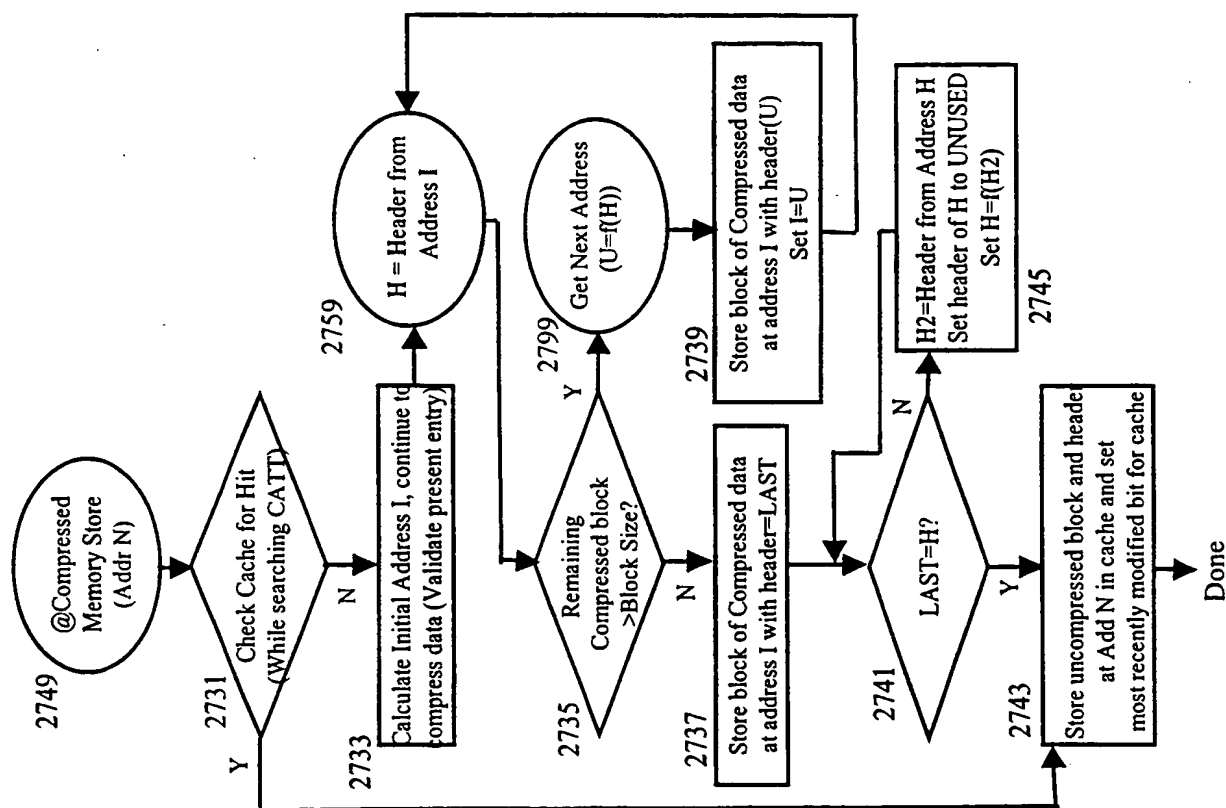 2749
@Compressed
Memory Store
(Addr N)
2731
Check Cache for Hit
(While searching CATT)
Y
N
2733
Calculate Initial Address I, continue to
compress data (Validate present entry)
2759
H = Header from
Address I
2735
Remaining
Compressed block
>Block Size?
Y
N
2799
Get Next Address
(U=f(H))
2739
Store block of Compressed data
at address I with header(U)
Set I=U
2737
Store block of Compressed data
at address I with header=LAST
2741
LAST=H?
N
Y
H2=Header from Address H
Set header of H to UNUSED
Set H=f(H2)
2745
2743
Store uncompressed block and header
at Add N in cache and set
most recently modified bit for cache
Done